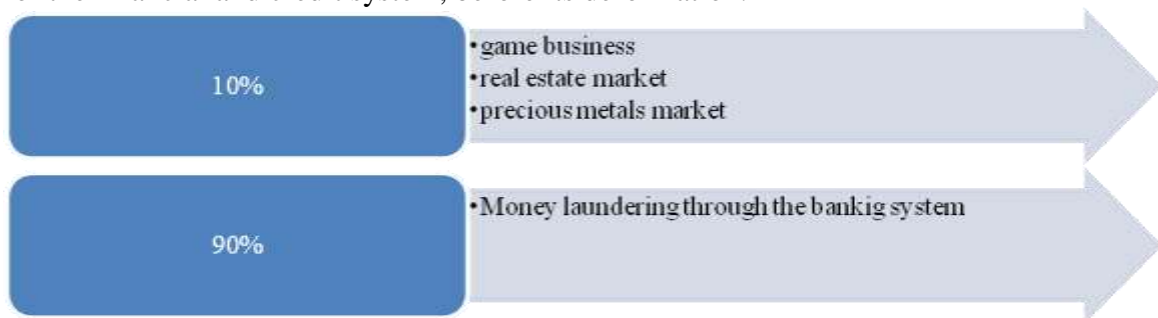 10%
•game business
•real estate market
•precious metals market
90%
•Money laundering through the bankig system